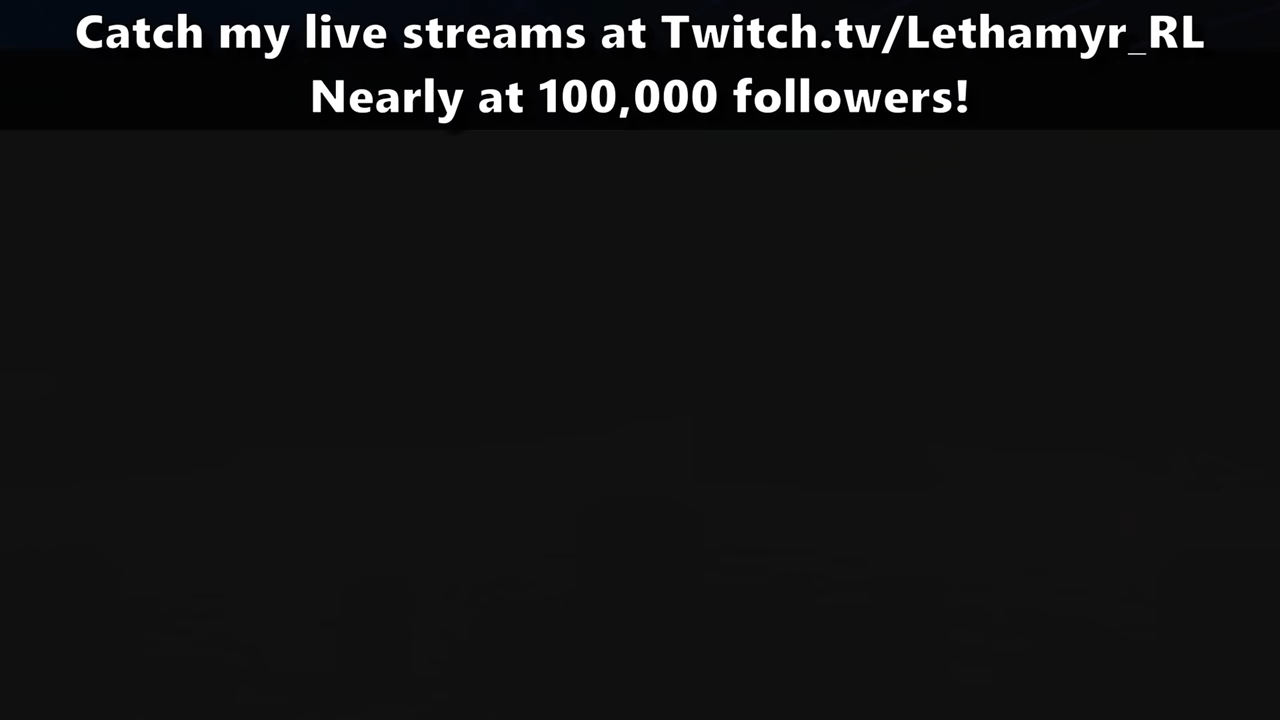 Catch my live streams at Twitch.tv/Lethamyr_RL
Nearly at 100,000 followers!